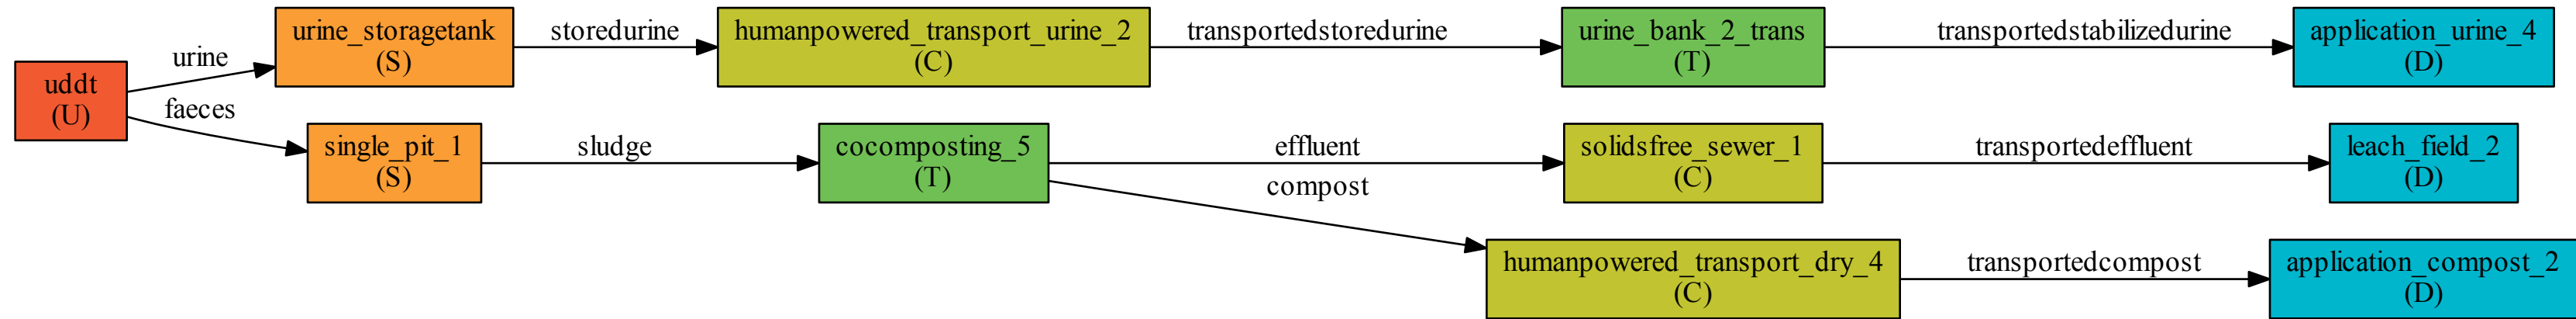 uddt
(U)
urine
faeces
urine_storagetank
(S)
storedurine
humanpowered_transport_urine_2
(C)
transportedstoredurine
urine_bank_2_trans
(T)
transportedstabilizedurine
application_urine_4
(D)
single_pit_1
(S)
sludge
cocomposting_5
(T)
effluent
compost
solidsfree_sewer_1
(C)
transportedeffluent
leach_field_2
(D)
humanpowered_transport_dry_4
(C)
transportedcompost
application_compost_2
(D)